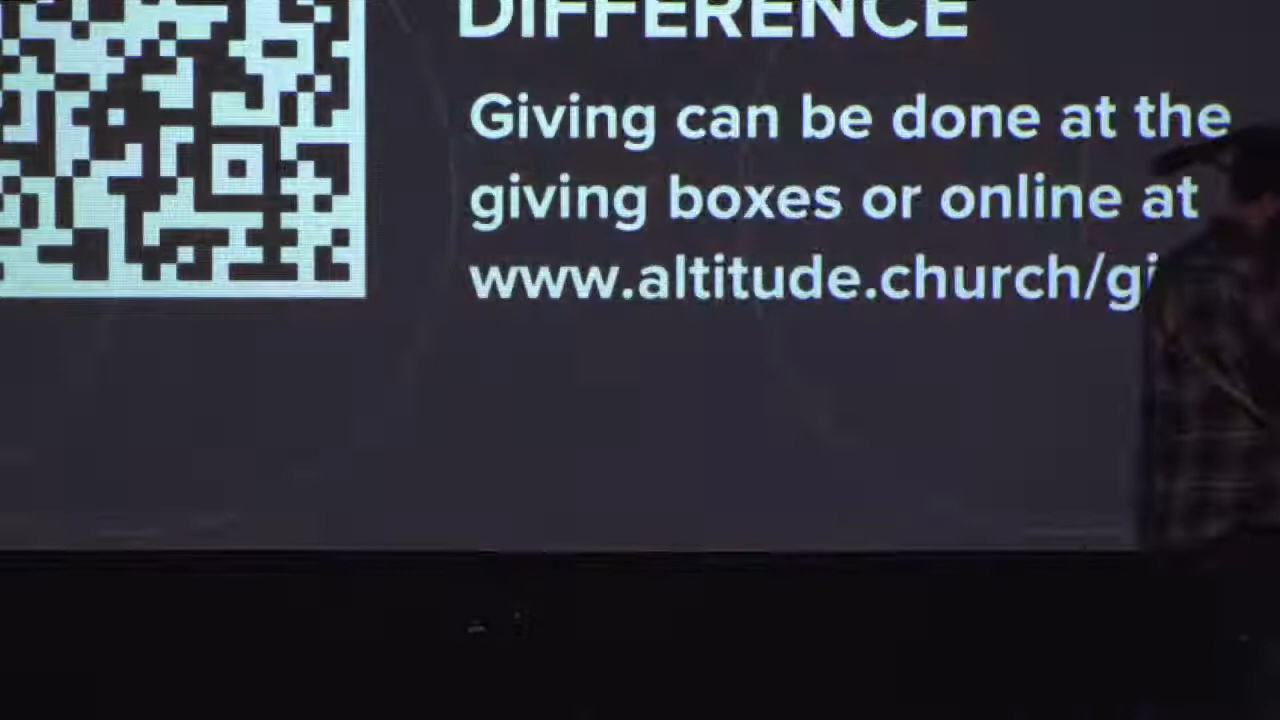 DIFFERENCE
Giving can be done at the
giving boxes or online at
www.altitude.church/gi